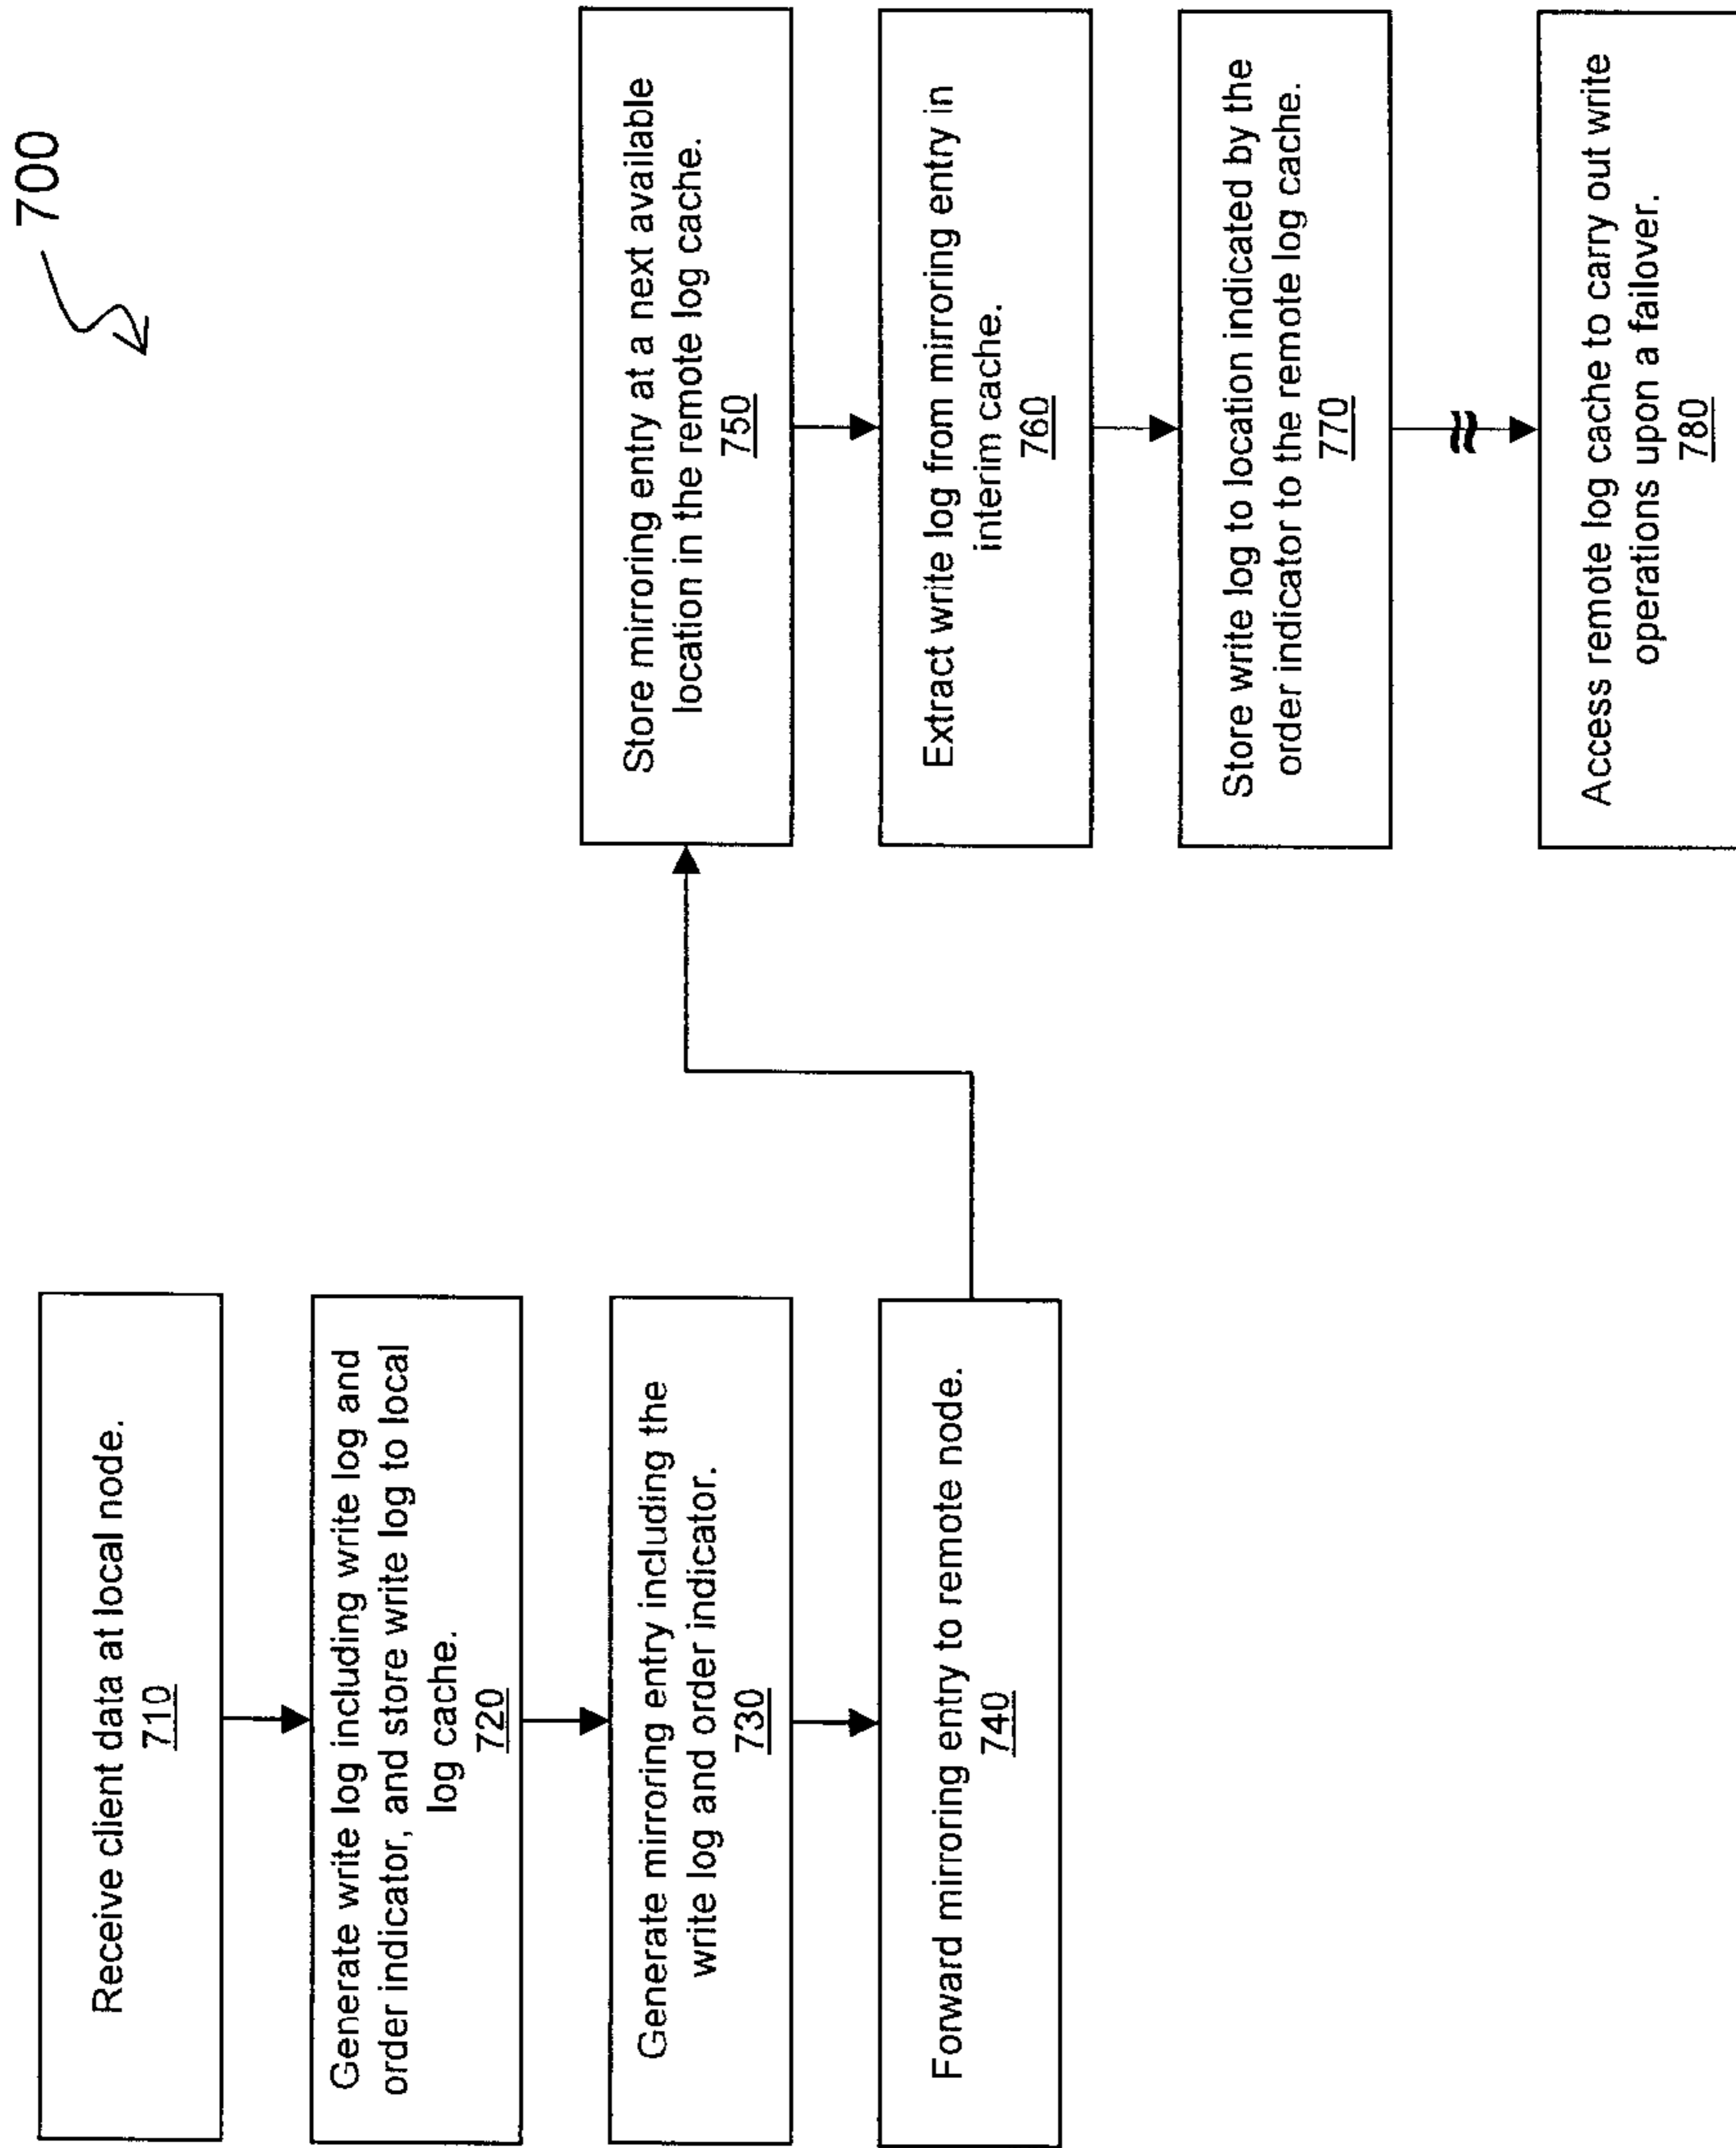 700
Receive client data at local node.
710
Generate write log including write log and
order indicator, and store write log to local
log cache.
720
Generate mirroring entry including the
write log and order indicator.
730
Forward mirroring entry to remote node.
740
Store mirroring entry at a next available
location in the remote log cache.
750
Extract write log from mirroring entry in
interim cache.
760
Store write log to location indicated by the
order indicator to the remote log cache.
770
≈
Access remote log cache to carry out write
operations upon a failover.
780